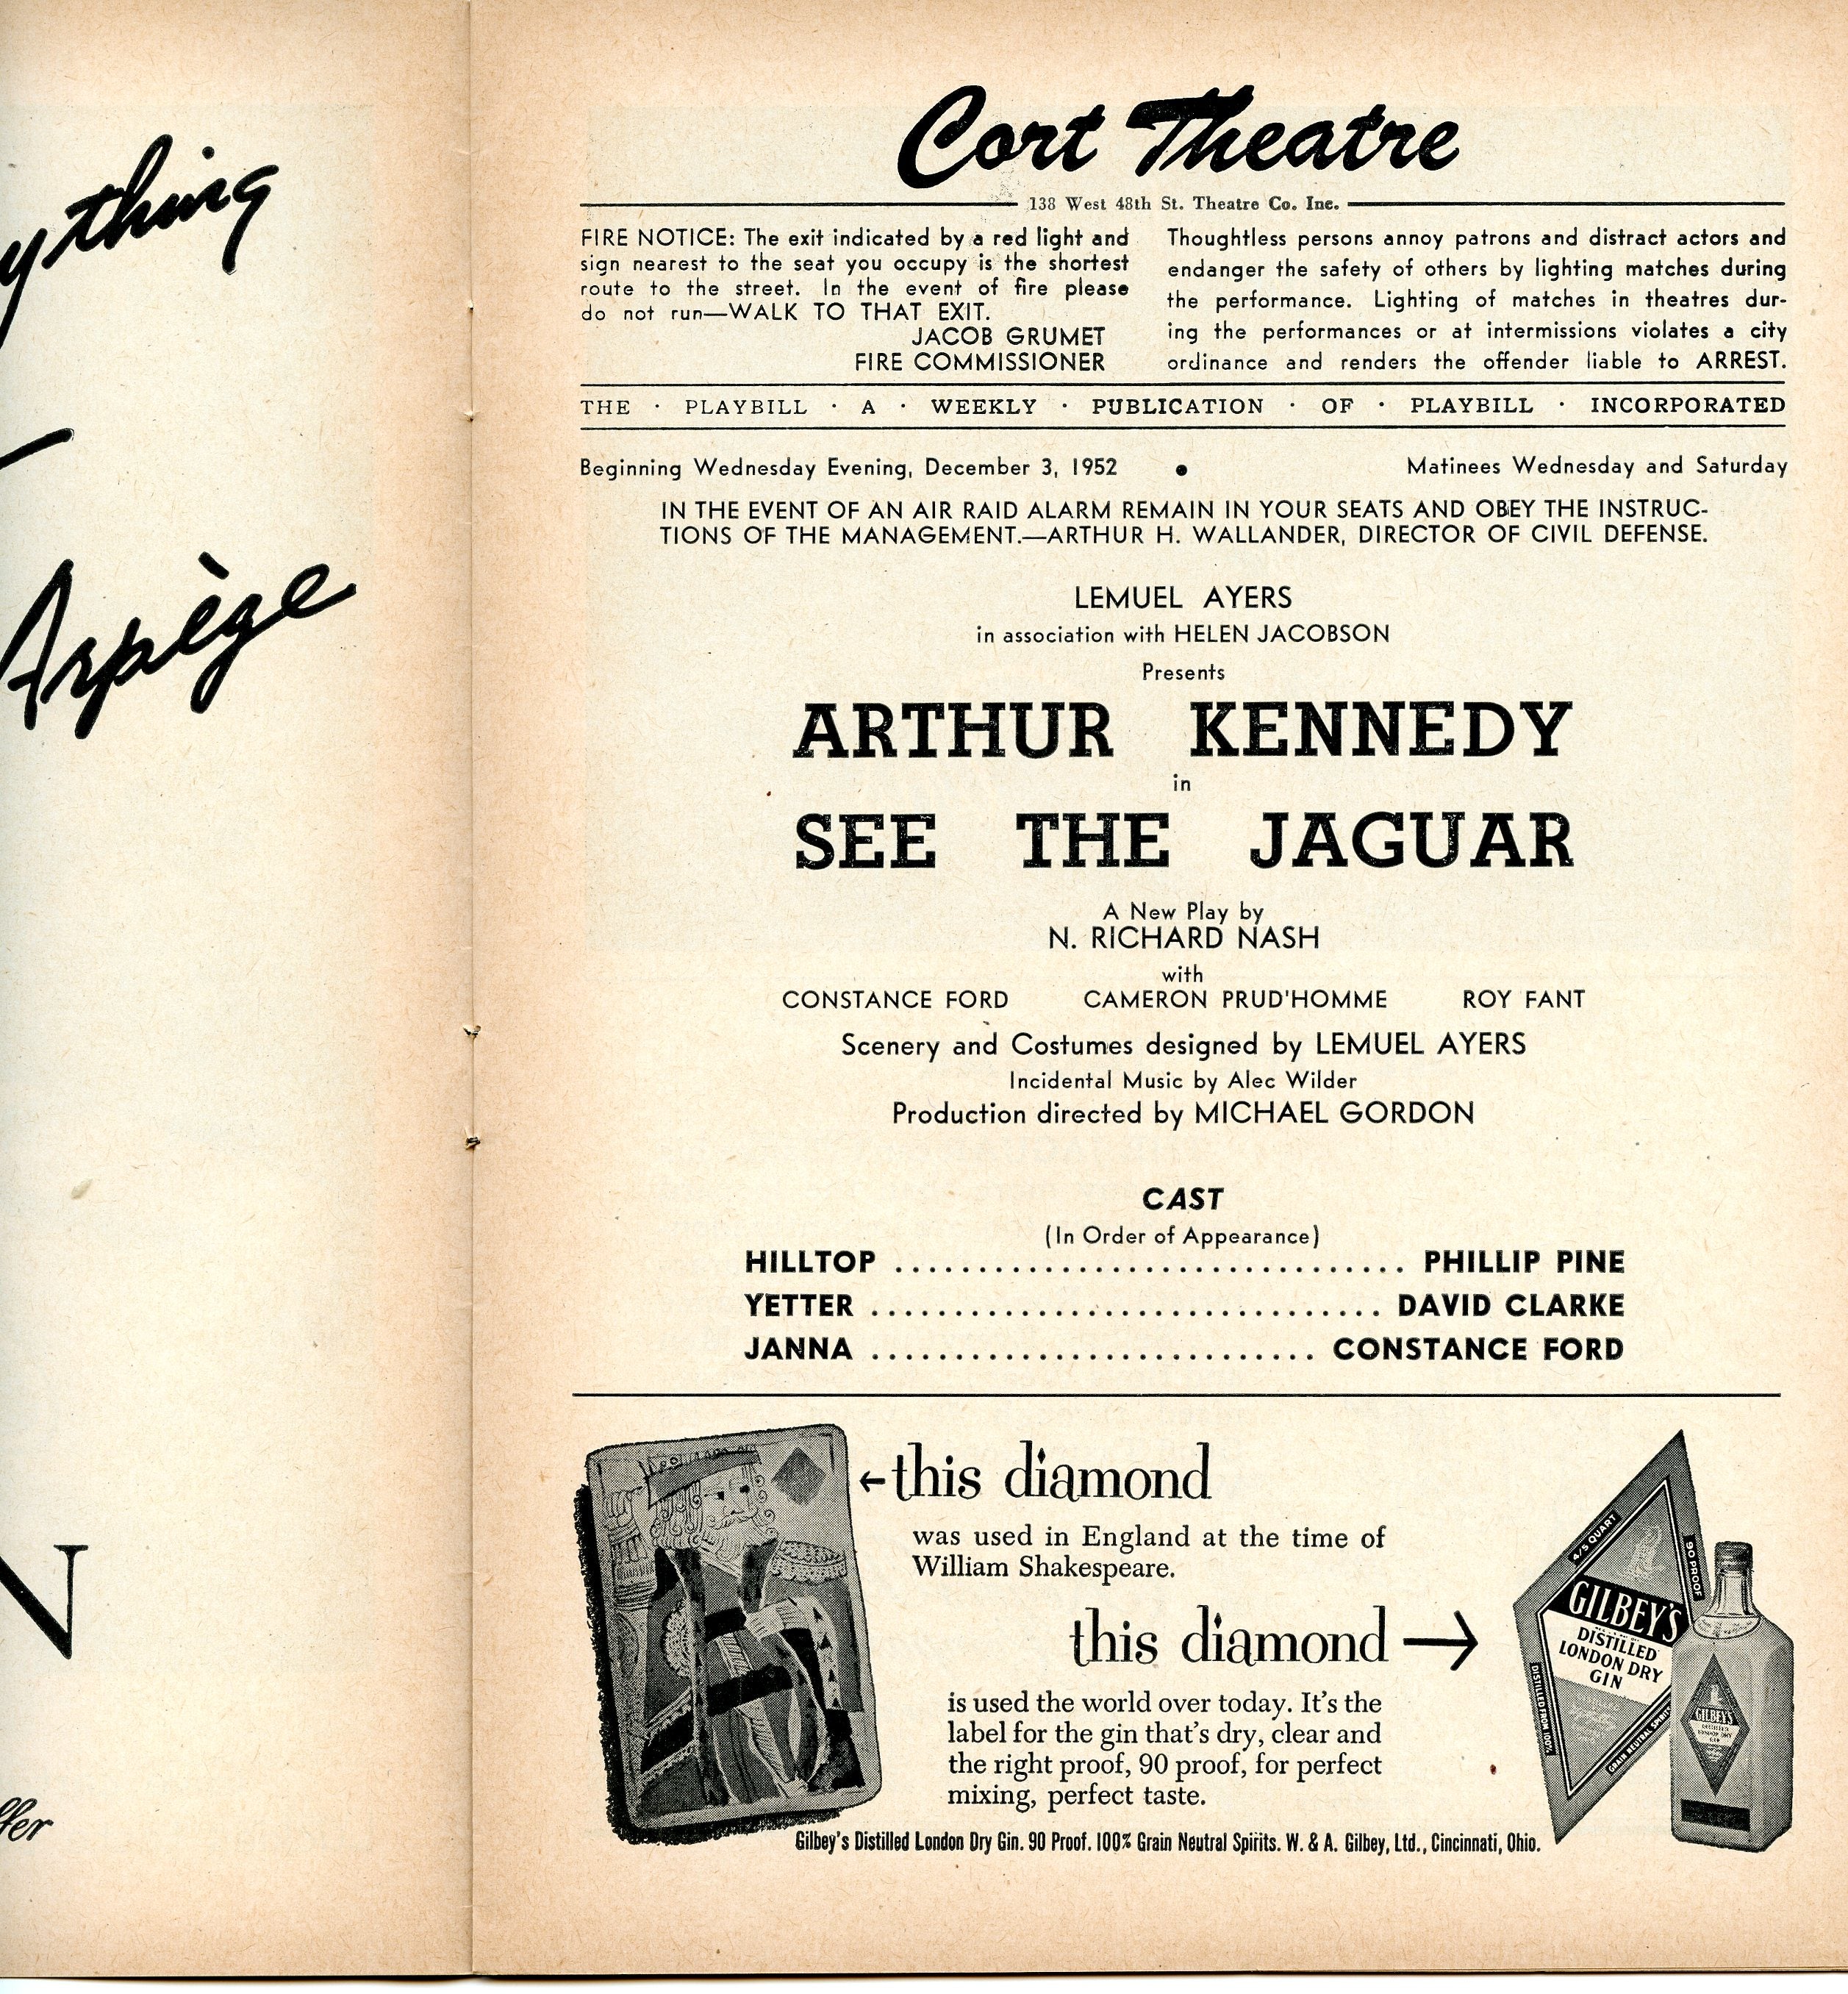 ything
Arpège
N
ffer
Cort Theatre
138 West 48th St. Theatre Co. Inc.
FIRE NOTICE: The exit indicated by a red light and
sign nearest to the seat you occupy is the shortest
route to the street. In the event of fire please
do not run—WALK TO THAT EXIT.
JACOB GRUMET
FIRE COMMISSIONER
Thoughtless persons annoy patrons and distract actors and
endanger the safety of others by lighting matches during
the performance. Lighting of matches in theatres dur-
ing the performances or at intermissions violates a city
ordinance and renders the offender liable to ARREST.
THE · PLAYBILL · A · WEEKLY · PUBLICATION · OF · PLAYBILL · INCORPORATED
Beginning Wednesday Evening, December 3, 1952 ● Matinees Wednesday and Saturday
IN THE EVENT OF AN AIR RAID ALARM REMAIN IN YOUR SEATS AND OBEY THE INSTRUC-
TIONS OF THE MANAGEMENT.—ARTHUR H. WALLANDER, DIRECTOR OF CIVIL DEFENSE.
LEMUEL AYERS
in association with HELEN JACOBSON
Presents
ARTHUR KENNEDY
in
SEE THE JAGUAR
A New Play by
N. RICHARD NASH
with
CONSTANCE FORD CAMERON PRUD'HOMME ROY FANT
Scenery and Costumes designed by LEMUEL AYERS
Incidental Music by Alec Wilder
Production directed by MICHAEL GORDON
CAST
(In Order of Appearance)
HILLTOP ............................... PHILLIP PINE
YETTER ............................... DAVID CLARKE
JANNA ........................... CONSTANCE FORD
←this diamond
was used in England at the time of
William Shakespeare.
this diamond→
is used the world over today. It's the
label for the gin that's dry, clear and
the right proof, 90 proof, for perfect
mixing, perfect taste.
4/5 QUART
90 PROOF
GILBEY'S
DISTILLED
LONDON DRY
GIN
DISTILLED FROM 100%
GRAIN NEUTRAL SPIRITS
GILBEY'S
DISTILLED
LONDON DRY
GIN
Gilbey's Distilled London Dry Gin. 90 Proof. 100% Grain Neutral Spirits. W. & A. Gilbey, Ltd., Cincinnati, Ohio.